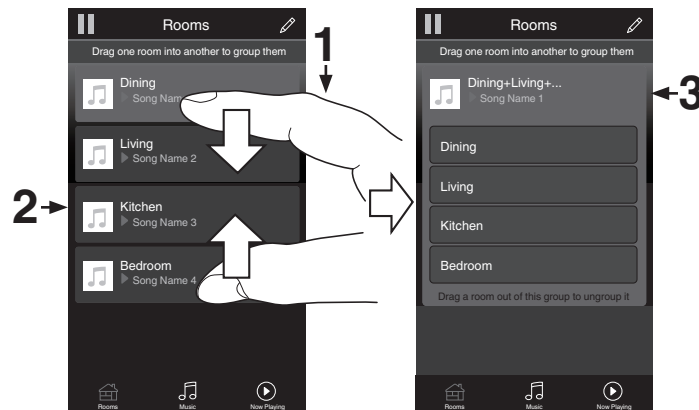 Rooms
Drag one room into another to group them
1
Dining
Song Nam
Living
Song Name 2
2
Kitchen
Song Name 3
Bedroom
Song Name 4
Rooms
Music
Now Playing
Rooms
Drag one room into another to group them
Dining+Living+...
Song Name 1
3
Dining
Living
Kitchen
Bedroom
Drag a room out of this group to ungroup it
Rooms
Music
Now Playing